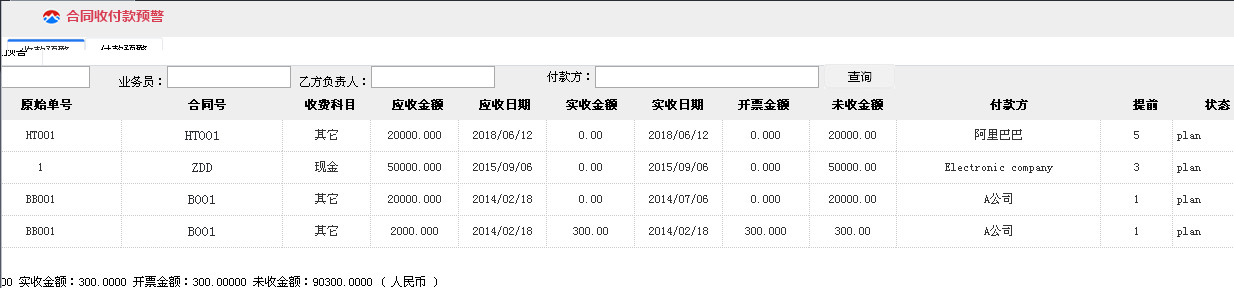 合同收付款预警
收款预警 付款预警
业务员： 乙方负责人： 付款方： 查询
原始单号 合同号 收费科目 应收金额 应收日期 实收金额 实收日期 开票金额 未收金额 付款方 提前 状态
HT001 HT001 其它 20000.000 2018/06/12 0.00 2018/06/12 0.000 20000.00 阿里巴巴 5 plan
1 ZDD 现金 50000.000 2015/09/06 0.00 2015/09/06 0.000 50000.00 Electronic company 3 plan
BB001 B001 其它 20000.000 2014/02/18 0.00 2014/07/06 0.000 20000.00 A公司 1 plan
BB001 B001 其它 2000.000 2014/02/18 300.00 2014/02/18 300.000 300.00 A公司 1 plan
00 实收金额：300.0000 开票金额：300.00000 未收金额：90300.0000 ( 人民币 )